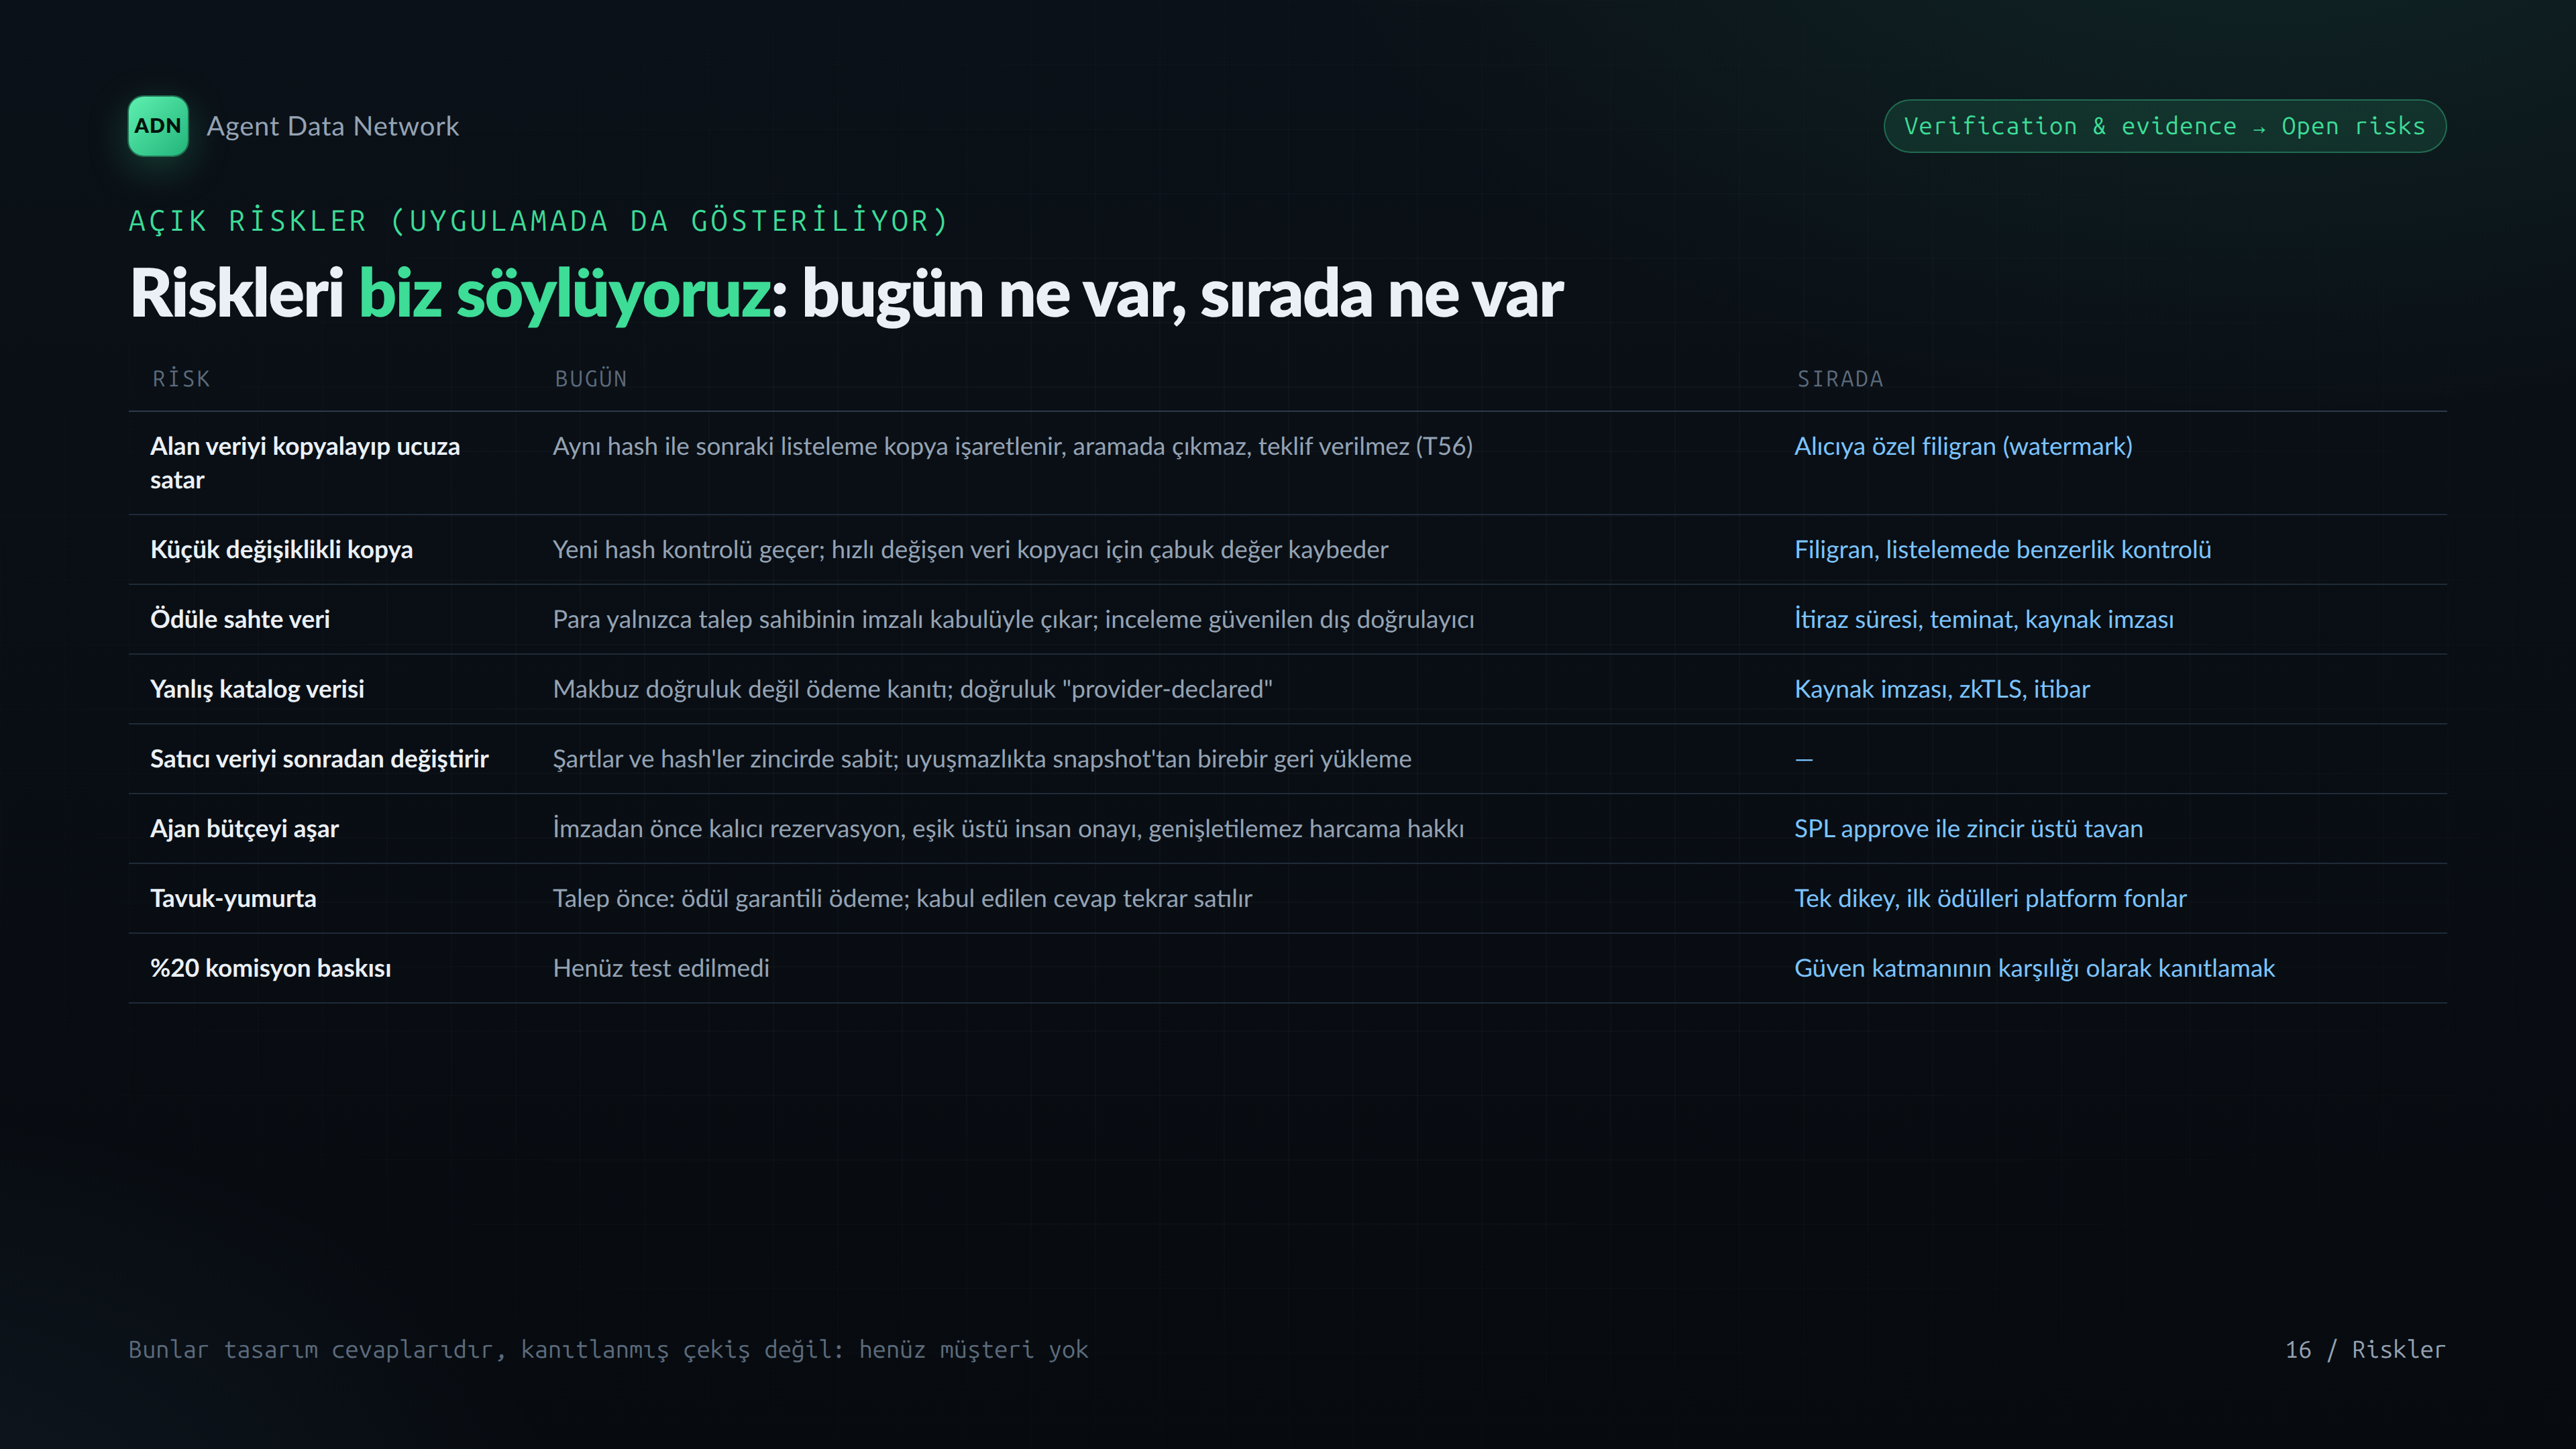 ADN Agent Data Network
Verification & evidence → Open risks
AÇIK RİSKLER (UYGULAMADA DA GÖSTERİLİYOR)
Riskleri biz söylüyoruz: bugün ne var, sırada ne var
RİSK BUGÜN SIRADA
Alan veriyi kopyalayıp ucuza satar Aynı hash ile sonraki listeleme kopya işaretlenir, aramada çıkmaz, teklif verilmez (T56) Alıcıya özel filigran (watermark)
Küçük değişiklikli kopya Yeni hash kontrolü geçer; hızlı değişen veri kopyacı için çabuk değer kaybeder Filigran, listelemede benzerlik kontrolü
Ödüle sahte veri Para yalnızca talep sahibinin imzalı kabulüyle çıkar; inceleme güvenilen dış doğrulayıcı İtiraz süresi, teminat, kaynak imzası
Yanlış katalog verisi Makbuz doğruluk değil ödeme kanıtı; doğruluk "provider-declared" Kaynak imzası, zkTLS, itibar
Satıcı veriyi sonradan değiştirir Şartlar ve hash'ler zincirde sabit; uyuşmazlıkta snapshot'tan birebir geri yükleme —
Ajan bütçeyi aşar İmzadan önce kalıcı rezervasyon, eşik üstü insan onayı, genişletilemez harcama hakkı SPL approve ile zincir üstü tavan
Tavuk-yumurta Talep önce: ödül garantili ödeme; kabul edilen cevap tekrar satılır Tek dikey, ilk ödülleri platform fonlar
%20 komisyon baskısı Henüz test edilmedi Güven katmanının karşılığı olarak kanıtlamak
Bunlar tasarım cevaplarıdır, kanıtlanmış çekiş değil: henüz müşteri yok
16 / Riskler